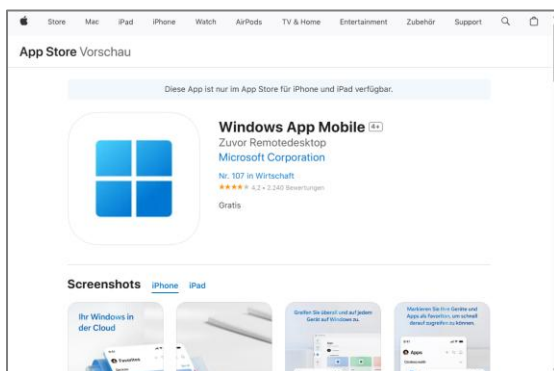 Store Mac iPad iPhone Watch AirPods TV & Home Entertainment Zubehör Support
App Store Vorschau
Diese App ist nur im App Store für iPhone und iPad verfügbar.
Windows App Mobile 4+
Zuvor Remotedesktop
Microsoft Corporation
Nr. 107 in Wirtschaft
★★★★★ 4,2 • 2.240 Bewertungen
Gratis
Screenshots iPhone iPad
Ihr Windows in
der Cloud
Greifen Sie überall und auf jedem
Gerät auf Windows zu.
Markieren Sie Ihre Geräte und
Apps als Favoriten, um schnell
darauf zugreifen zu können.
Apps